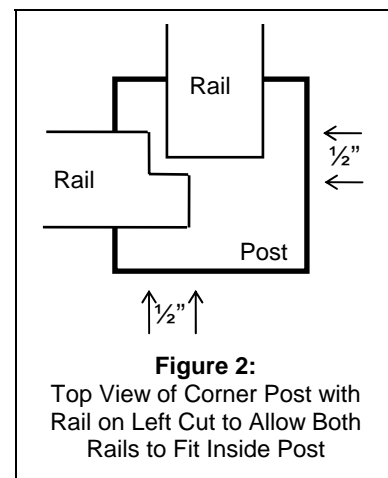 Rail
½”
Rail
Post
½”
Figure 2:
Top View of Corner Post with
Rail on Left Cut to Allow Both
Rails to Fit Inside Post